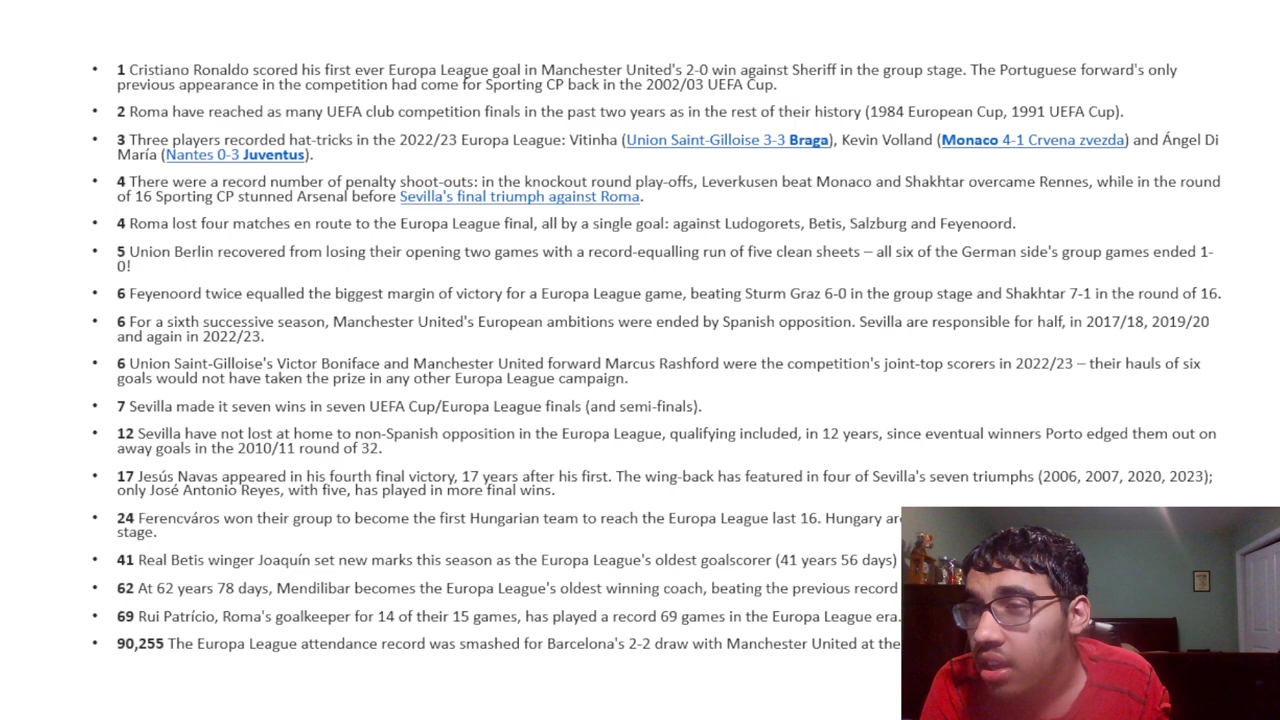 • 1 Cristiano Ronaldo scored his first ever Europa League goal in Manchester United's 2-0 win against Sheriff in the group stage. The Portuguese forward's only
previous appearance in the competition had come for Sporting CP back in the 2002/03 UEFA Cup.
• 2 Roma have reached as many UEFA club competition finals in the past two years as in the rest of their history (1984 European Cup, 1991 UEFA Cup).
• 3 Three players recorded hat-tricks in the 2022/23 Europa League: Vitinha (Union Saint-Gilloise 3-3 Braga), Kevin Volland (Monaco 4-1 Crvena zvezda) and Ángel Di
María (Nantes 0-3 Juventus).
• 4 There were a record number of penalty shoot-outs: in the knockout round play-offs, Leverkusen beat Monaco and Shakhtar overcame Rennes, while in the round
of 16 Sporting CP stunned Arsenal before Sevilla's final triumph against Roma.
• 4 Roma lost four matches en route to the Europa League final, all by a single goal: against Ludogorets, Betis, Salzburg and Feyenoord.
• 5 Union Berlin recovered from losing their opening two games with a record-equalling run of five clean sheets – all six of the German side's group games ended 1-
0!
• 6 Feyenoord twice equalled the biggest margin of victory for a Europa League game, beating Sturm Graz 6-0 in the group stage and Shakhtar 7-1 in the round of 16.
• 6 For a sixth successive season, Manchester United's European ambitions were ended by Spanish opposition. Sevilla are responsible for half, in 2017/18, 2019/20
and again in 2022/23.
• 6 Union Saint-Gilloise's Victor Boniface and Manchester United forward Marcus Rashford were the competition's joint-top scorers in 2022/23 – their hauls of six
goals would not have taken the prize in any other Europa League campaign.
• 7 Sevilla made it seven wins in seven UEFA Cup/Europa League finals (and semi-finals).
• 12 Sevilla have not lost at home to non-Spanish opposition in the Europa League, qualifying included, in 12 years, since eventual winners Porto edged them out on
away goals in the 2010/11 round of 32.
• 17 Jesús Navas appeared in his fourth final victory, 17 years after his first. The wing-back has featured in four of Sevilla's seven triumphs (2006, 2007, 2020, 2023);
only José Antonio Reyes, with five, has played in more final wins.
• 24 Ferencváros won their group to become the first Hungarian team to reach the Europa League last 16. Hungary
stage.
• 41 Real Betis winger Joaquín set new marks this season as the Europa League's oldest goalscorer (41 years 56 days)
• 62 At 62 years 78 days, Mendilibar becomes the Europa League's oldest winning coach, beating the previous record
• 69 Rui Patrício, Roma's goalkeeper for 14 of their 15 games, has played a record 69 games in the Europa League era.
• 90,255 The Europa League attendance record was smashed for Barcelona's 2-2 draw with Manchester United at the